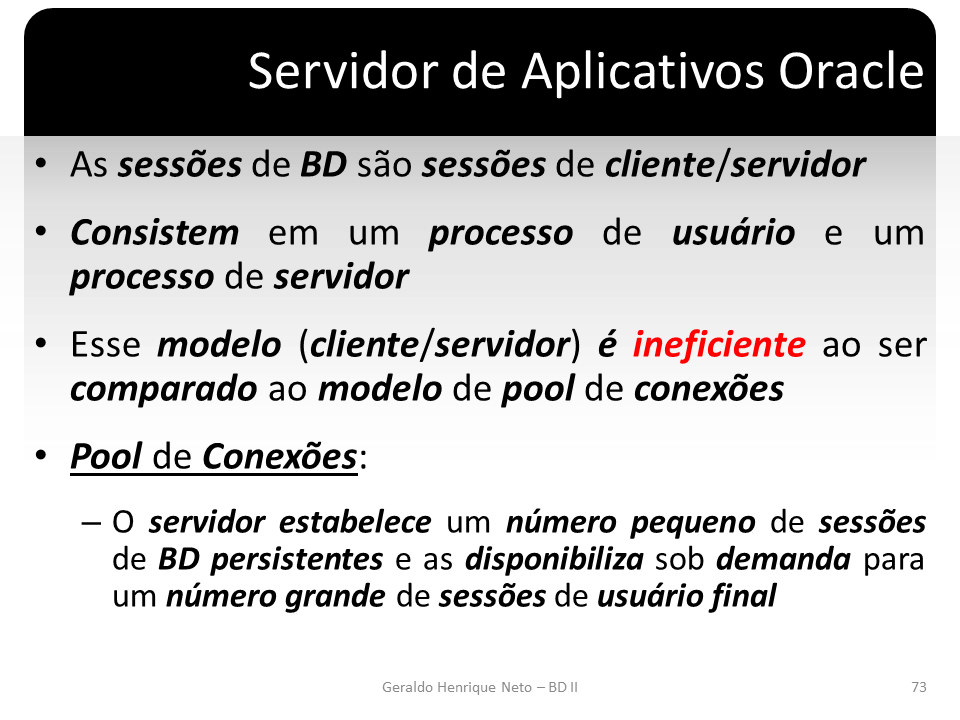 Servidor de Aplicativos Oracle
• As sessões de BD são sessões de cliente/servidor
• Consistem em um processo de usuário e um
processo de servidor
• Esse modelo (cliente/servidor) é ineficiente ao ser
comparado ao modelo de pool de conexões
• Pool de Conexões:
– O servidor estabelece um número pequeno de sessões
de BD persistentes e as disponibiliza sob demanda para
um número grande de sessões de usuário final
Geraldo Henrique Neto – BD II
73